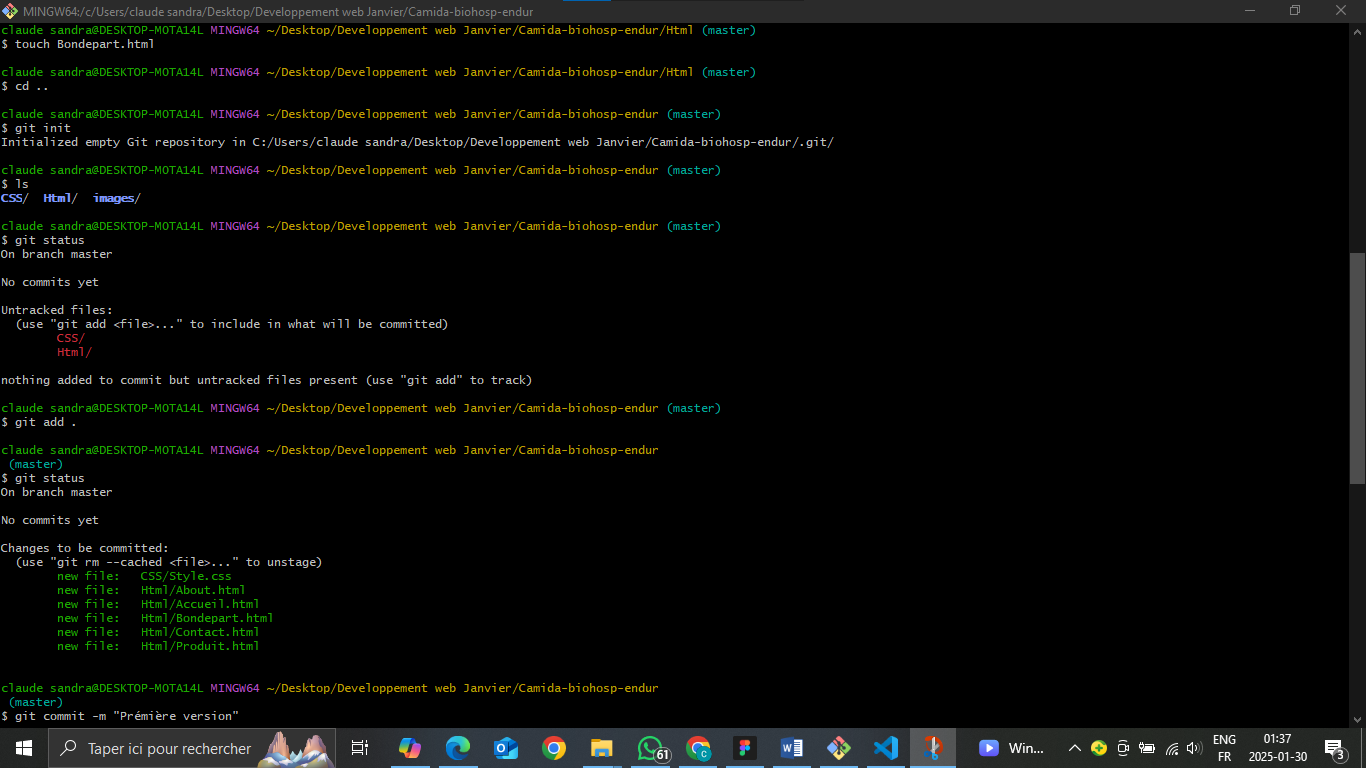 MINGW64:/c/Users/claude sandra/Desktop/Developpement web Janvier/Camida-biohosp-endur
claude sandra@DESKTOP-MOTA14L MINGW64 ~/Desktop/Developpement web Janvier/Camida-biohosp-endur/Html (master)
$ touch Bondepart.html
claude sandra@DESKTOP-MOTA14L MINGW64 ~/Desktop/Developpement web Janvier/Camida-biohosp-endur/Html (master)
$ cd ..
claude sandra@DESKTOP-MOTA14L MINGW64 ~/Desktop/Developpement web Janvier/Camida-biohosp-endur (master)
$ git init
Initialized empty Git repository in C:/Users/claude sandra/Desktop/Developpement web Janvier/Camida-biohosp-endur/.git/
claude sandra@DESKTOP-MOTA14L MINGW64 ~/Desktop/Developpement web Janvier/Camida-biohosp-endur (master)
$ ls
CSS/  Html/  images/
claude sandra@DESKTOP-MOTA14L MINGW64 ~/Desktop/Developpement web Janvier/Camida-biohosp-endur (master)
$ git status
On branch master
No commits yet
Untracked files:
  (use "git add <file>..." to include in what will be committed)
        CSS/
        Html/
nothing added to commit but untracked files present (use "git add" to track)
claude sandra@DESKTOP-MOTA14L MINGW64 ~/Desktop/Developpement web Janvier/Camida-biohosp-endur (master)
$ git add .
claude sandra@DESKTOP-MOTA14L MINGW64 ~/Desktop/Developpement web Janvier/Camida-biohosp-endur
 (master)
$ git status
On branch master
No commits yet
Changes to be committed:
  (use "git rm --cached <file>..." to unstage)
        new file:   CSS/Style.css
        new file:   Html/About.html
        new file:   Html/Accueil.html
        new file:   Html/Bondepart.html
        new file:   Html/Contact.html
        new file:   Html/Produit.html
claude sandra@DESKTOP-MOTA14L MINGW64 ~/Desktop/Developpement web Janvier/Camida-biohosp-endur
 (master)
$ git commit -m "Prémière version"
Taper ici pour rechercher
61
C
Win...
ENG
FR
01:37
2025-01-30
3